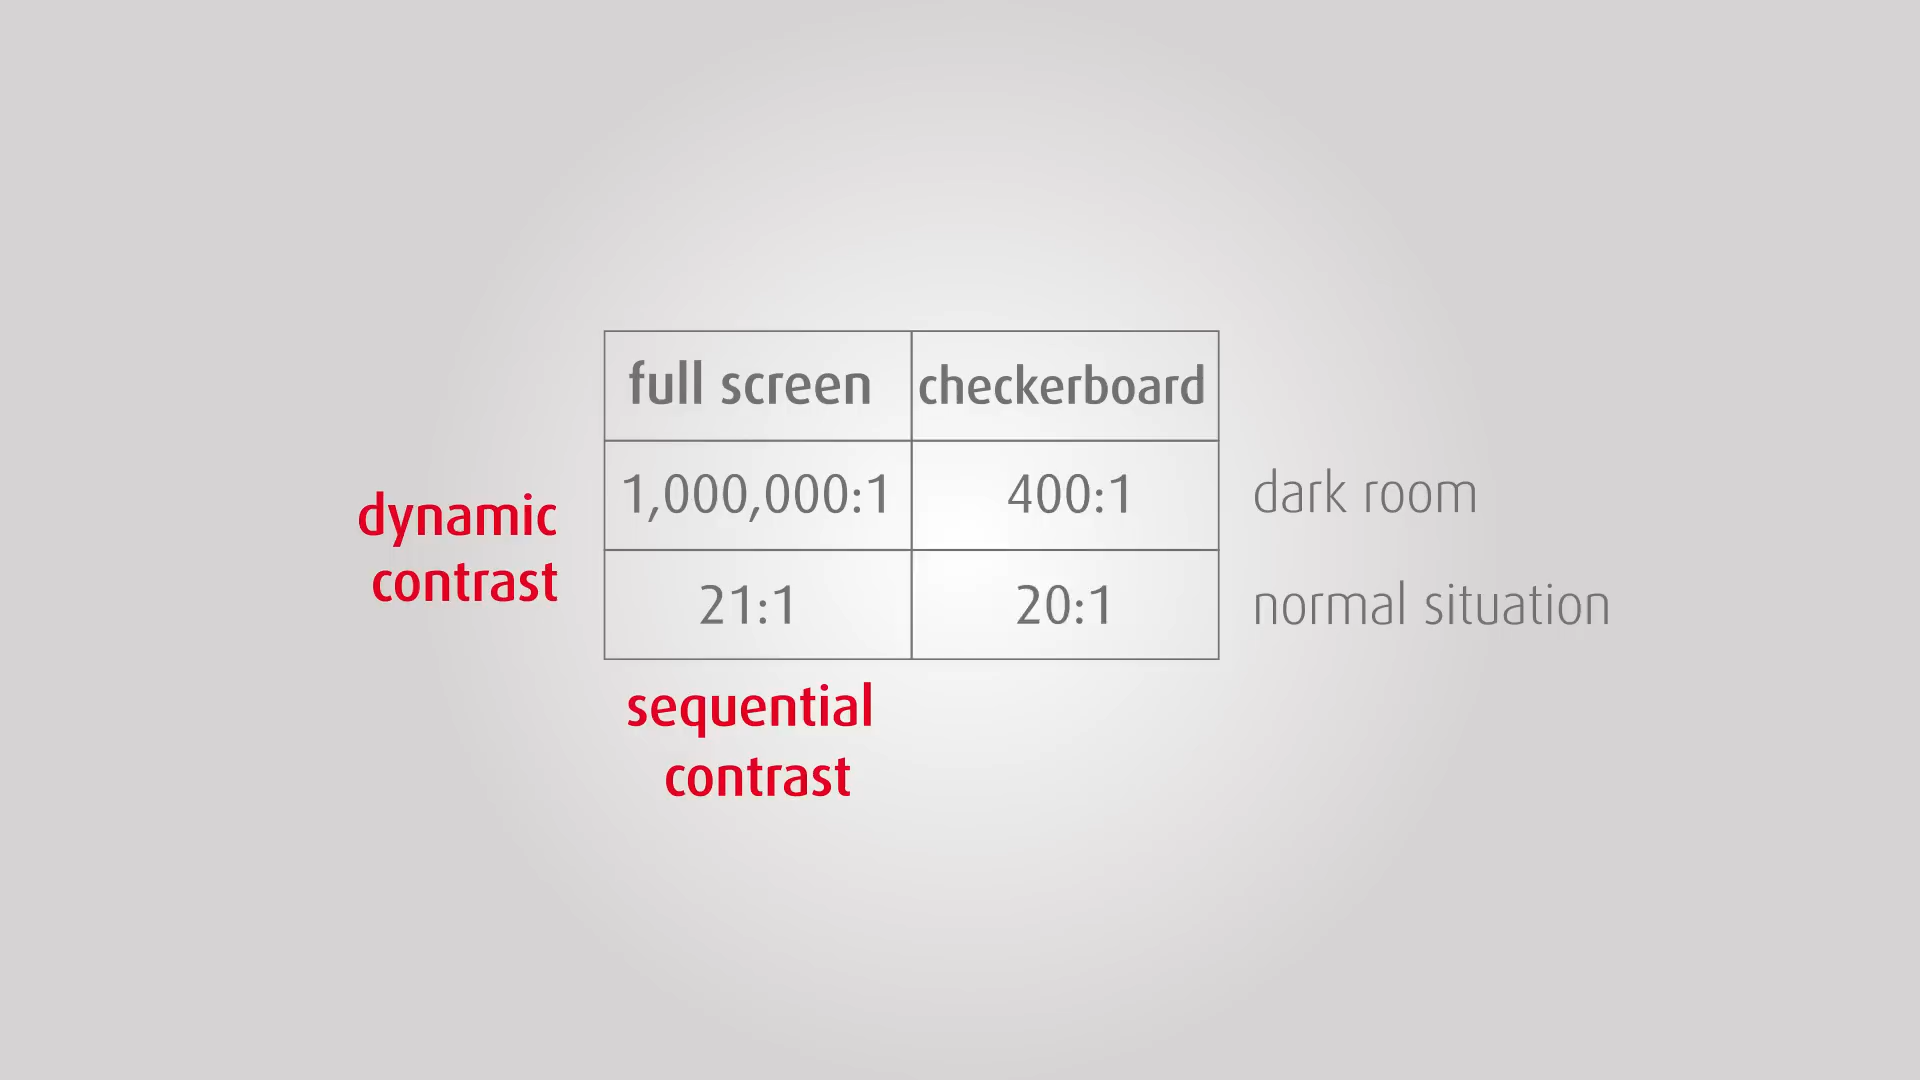 full screen checkerboard
1,000,000:1 400:1 dark room
dynamic
contrast
21:1 20:1 normal situation
sequential
contrast